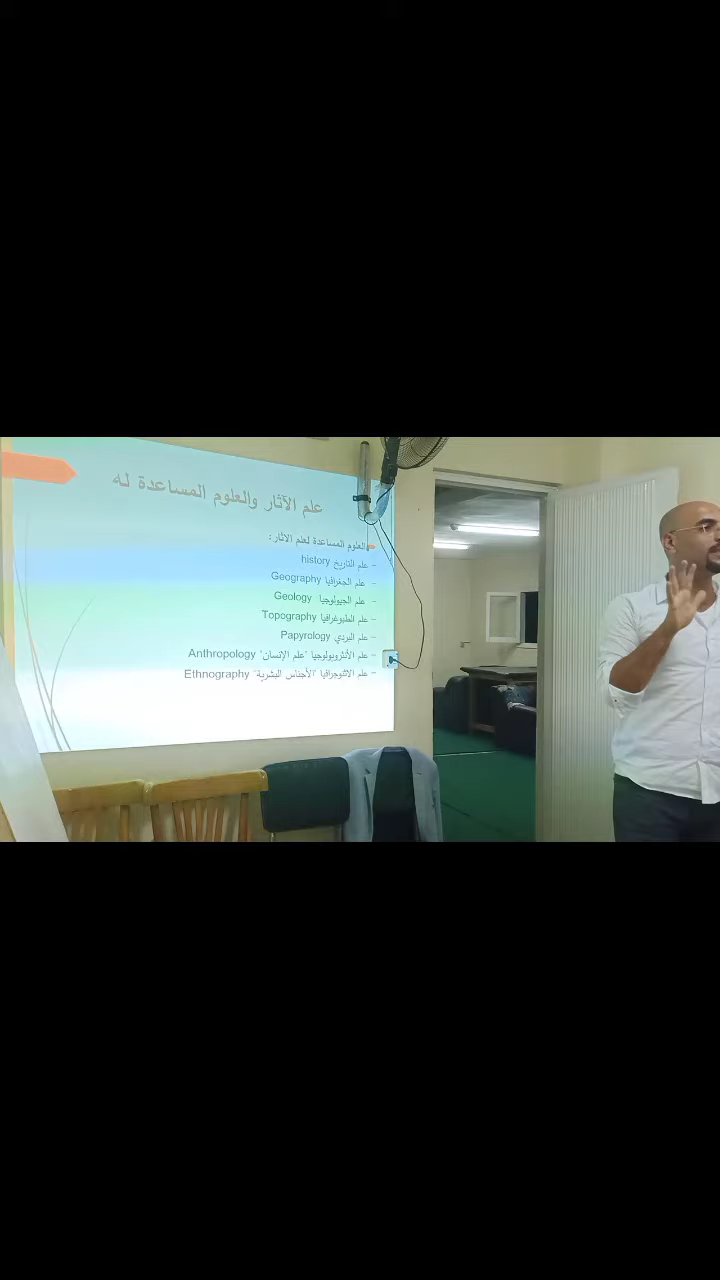 علم الآثار والعلوم المساعدة له
العلوم المساعدة لعلم الآثار:
– علم التاريخ history
– علم الجغرافيا Geography
– علم الجيولوجيا Geology
– علم الطبوغرافيا Topography
– علم البردي Papyrology
– علم الأنثروبولوجيا "علم الإنسان" Anthropology
– علم الاثنوجرافيا "الأجناس البشرية" Ethnography